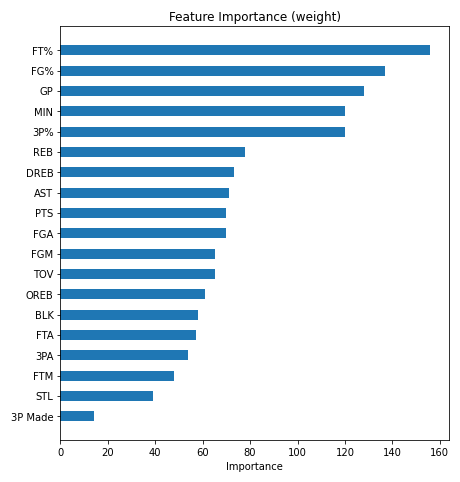 Feature Importance (weight)
FT%
FG%
GP
MIN
3P%
REB
DREB
AST
PTS
FGA
FGM
TOV
OREB
BLK
FTA
3PA
FTM
STL
3P Made
0 20 40 60 80 100 120 140 160
Importance